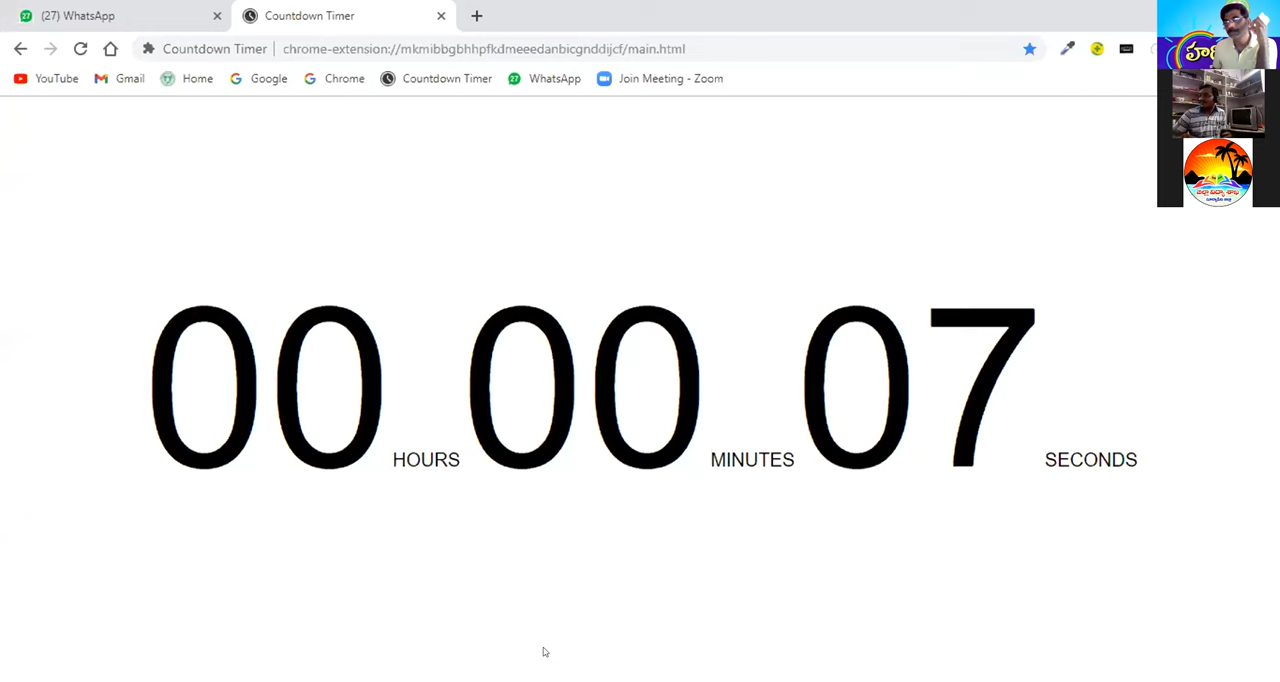 (27) WhatsApp
Countdown Timer
Countdown Timer | chrome-extension://mkmibbgbhhpfkdmeeedanbicgnddijcf/main.html
YouTube Gmail Home Google Chrome Countdown Timer WhatsApp Join Meeting - Zoom
00 HOURS 00 MINUTES 07 SECONDS
జిల్లా విద్యా శాఖ